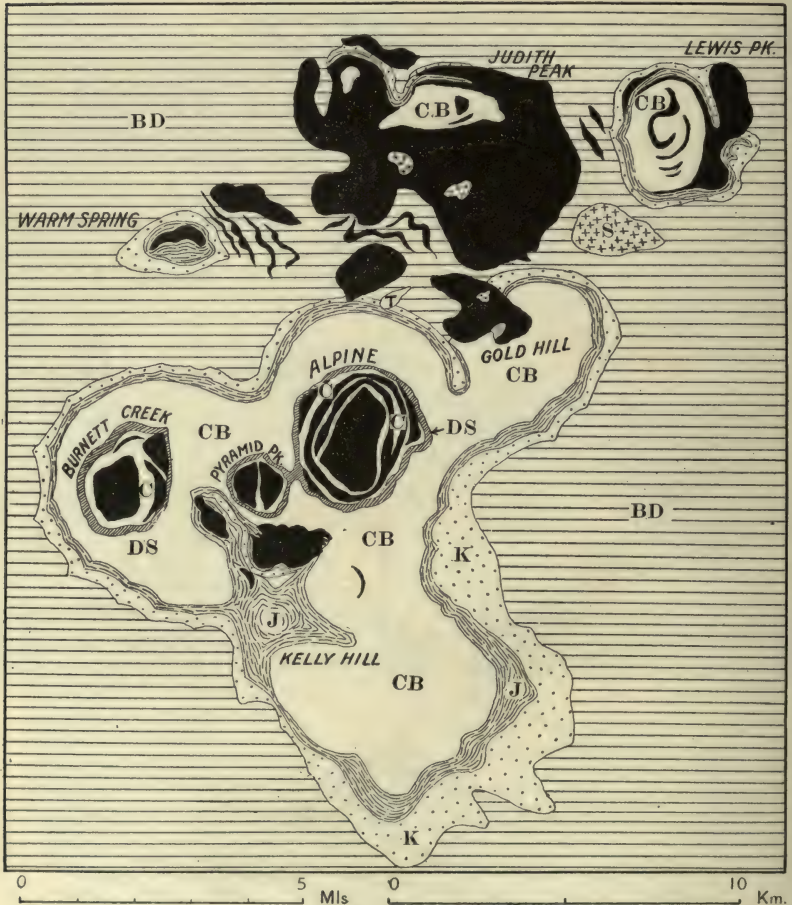 JUDITH
PEAK
LEWIS PK.
C.B
CB
BD
WARM SPRING
S
T
GOLD HILL
CB
ALPINE
C
C
DS
BURNETT CREEK
CB
PYRAMID PK.
C
BD
DS
CB
K
J
KELLY HILL
CB
J
K
0 5 0 10
Mls Km.